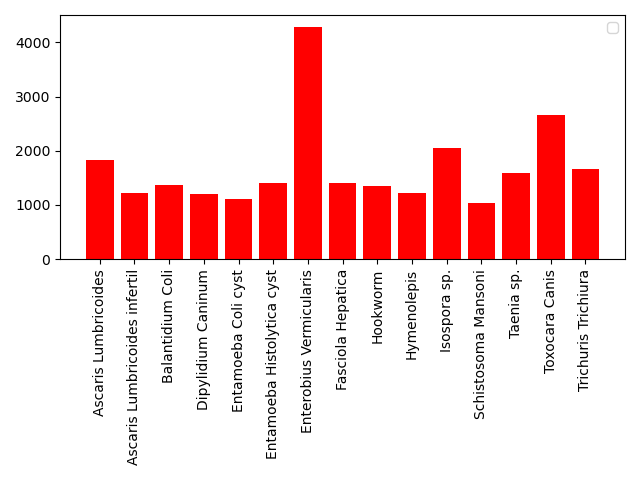 4000
3000
2000
1000
0
Ascaris Lumbricoides
Ascaris Lumbricoides infertil
Balantidium Coli
Dipylidium Caninum
Entamoeba Coli cyst
Entamoeba Histolytica cyst
Enterobius Vermicularis
Fasciola Hepatica
Hookworm
Hymenolepis
Isospora sp.
Schistosoma Mansoni
Taenia sp.
Toxocara Canis
Trichuris Trichiura